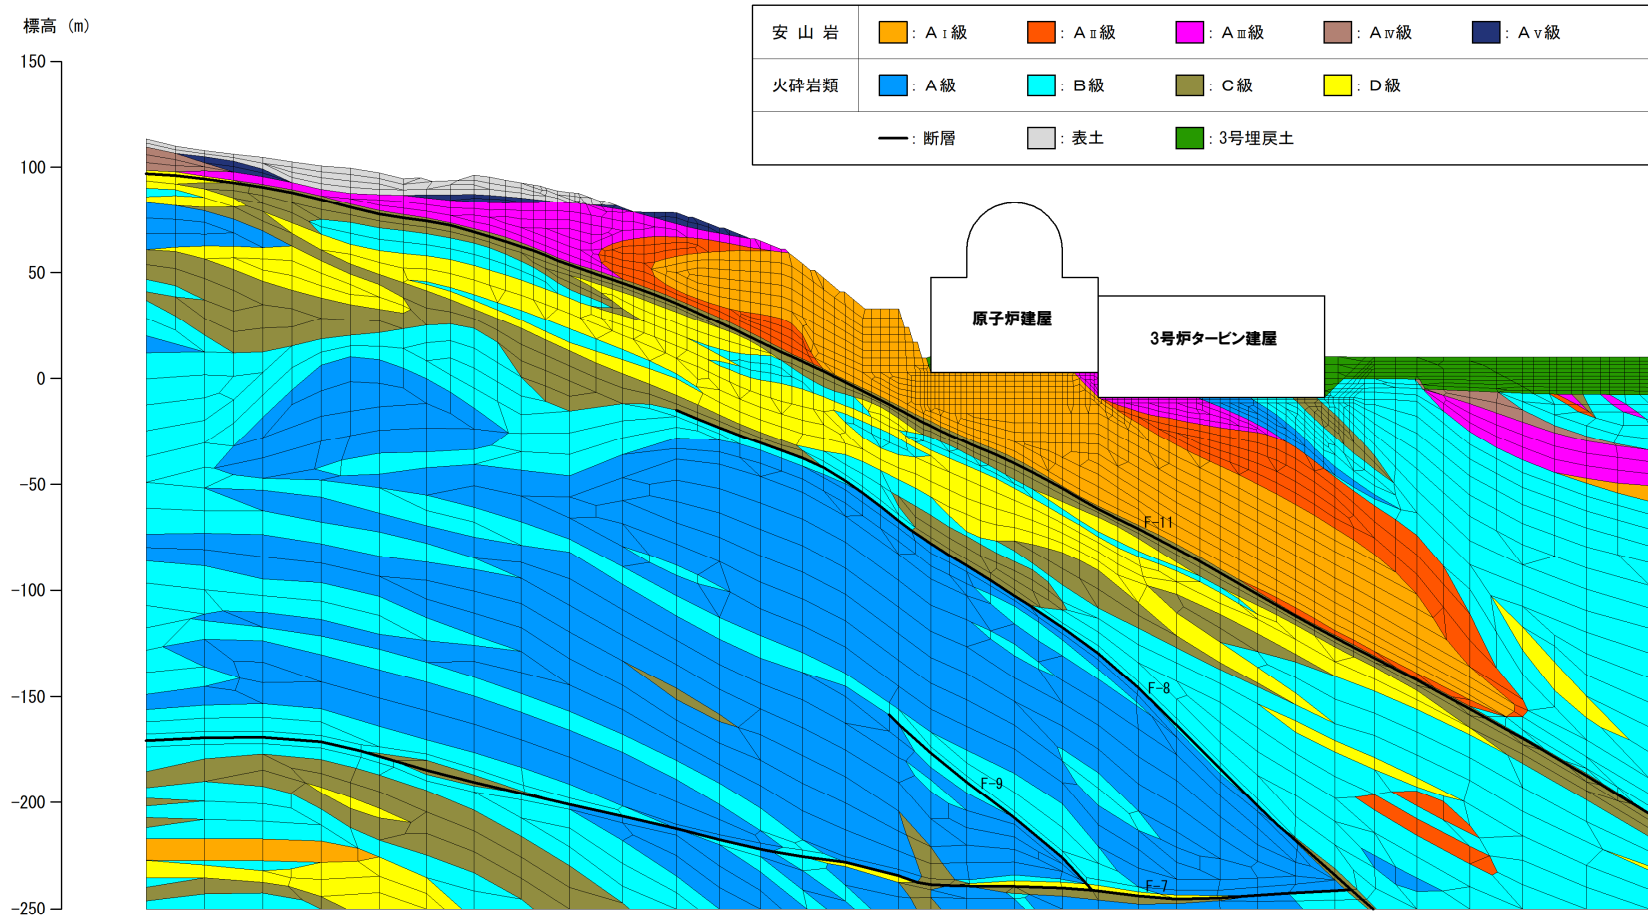 標高 (m)
150
100
50
0
-50
-100
-150
-200
-250
安山岩 : AⅠ級 : AⅡ級 : AⅢ級 : AⅣ級 : AⅤ級
火砕岩類 : A級 : B級 : C級 : D級
: 断層 : 表土 : 3号埋戻土
原子炉建屋
3号炉タービン建屋
F-11
F-8
F-9
F-7